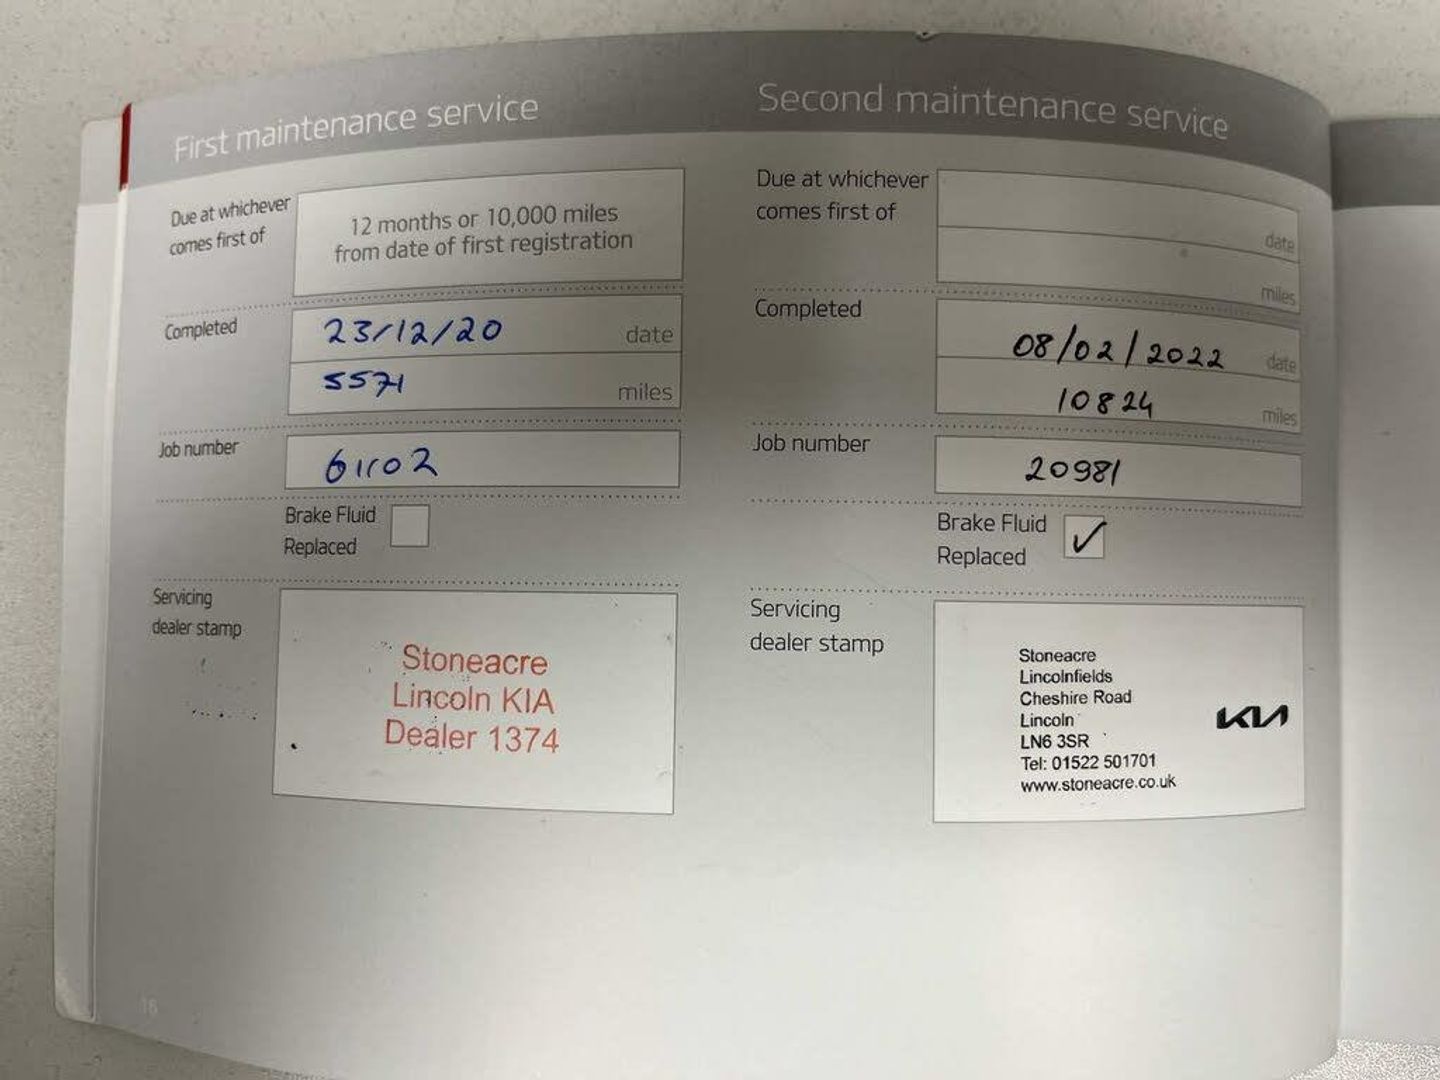 First maintenance service
Due at whichever
comes first of
12 months or 10,000 miles
from date of first registration
Completed
23/12/20 date
5571 miles
Job number
61102
Brake Fluid
Replaced
Servicing
dealer stamp
Stoneacre
Lincoln KIA
Dealer 1374
16
Second maintenance service
Due at whichever
comes first of
date
miles
Completed
08/02/2022 date
10824 miles
Job number
20981
Brake Fluid
Replaced ✓
Servicing
dealer stamp
Stoneacre
Lincolnfields
Cheshire Road
Lincoln
LN6 3SR
Tel: 01522 501701
www.stoneacre.co.uk
KIA